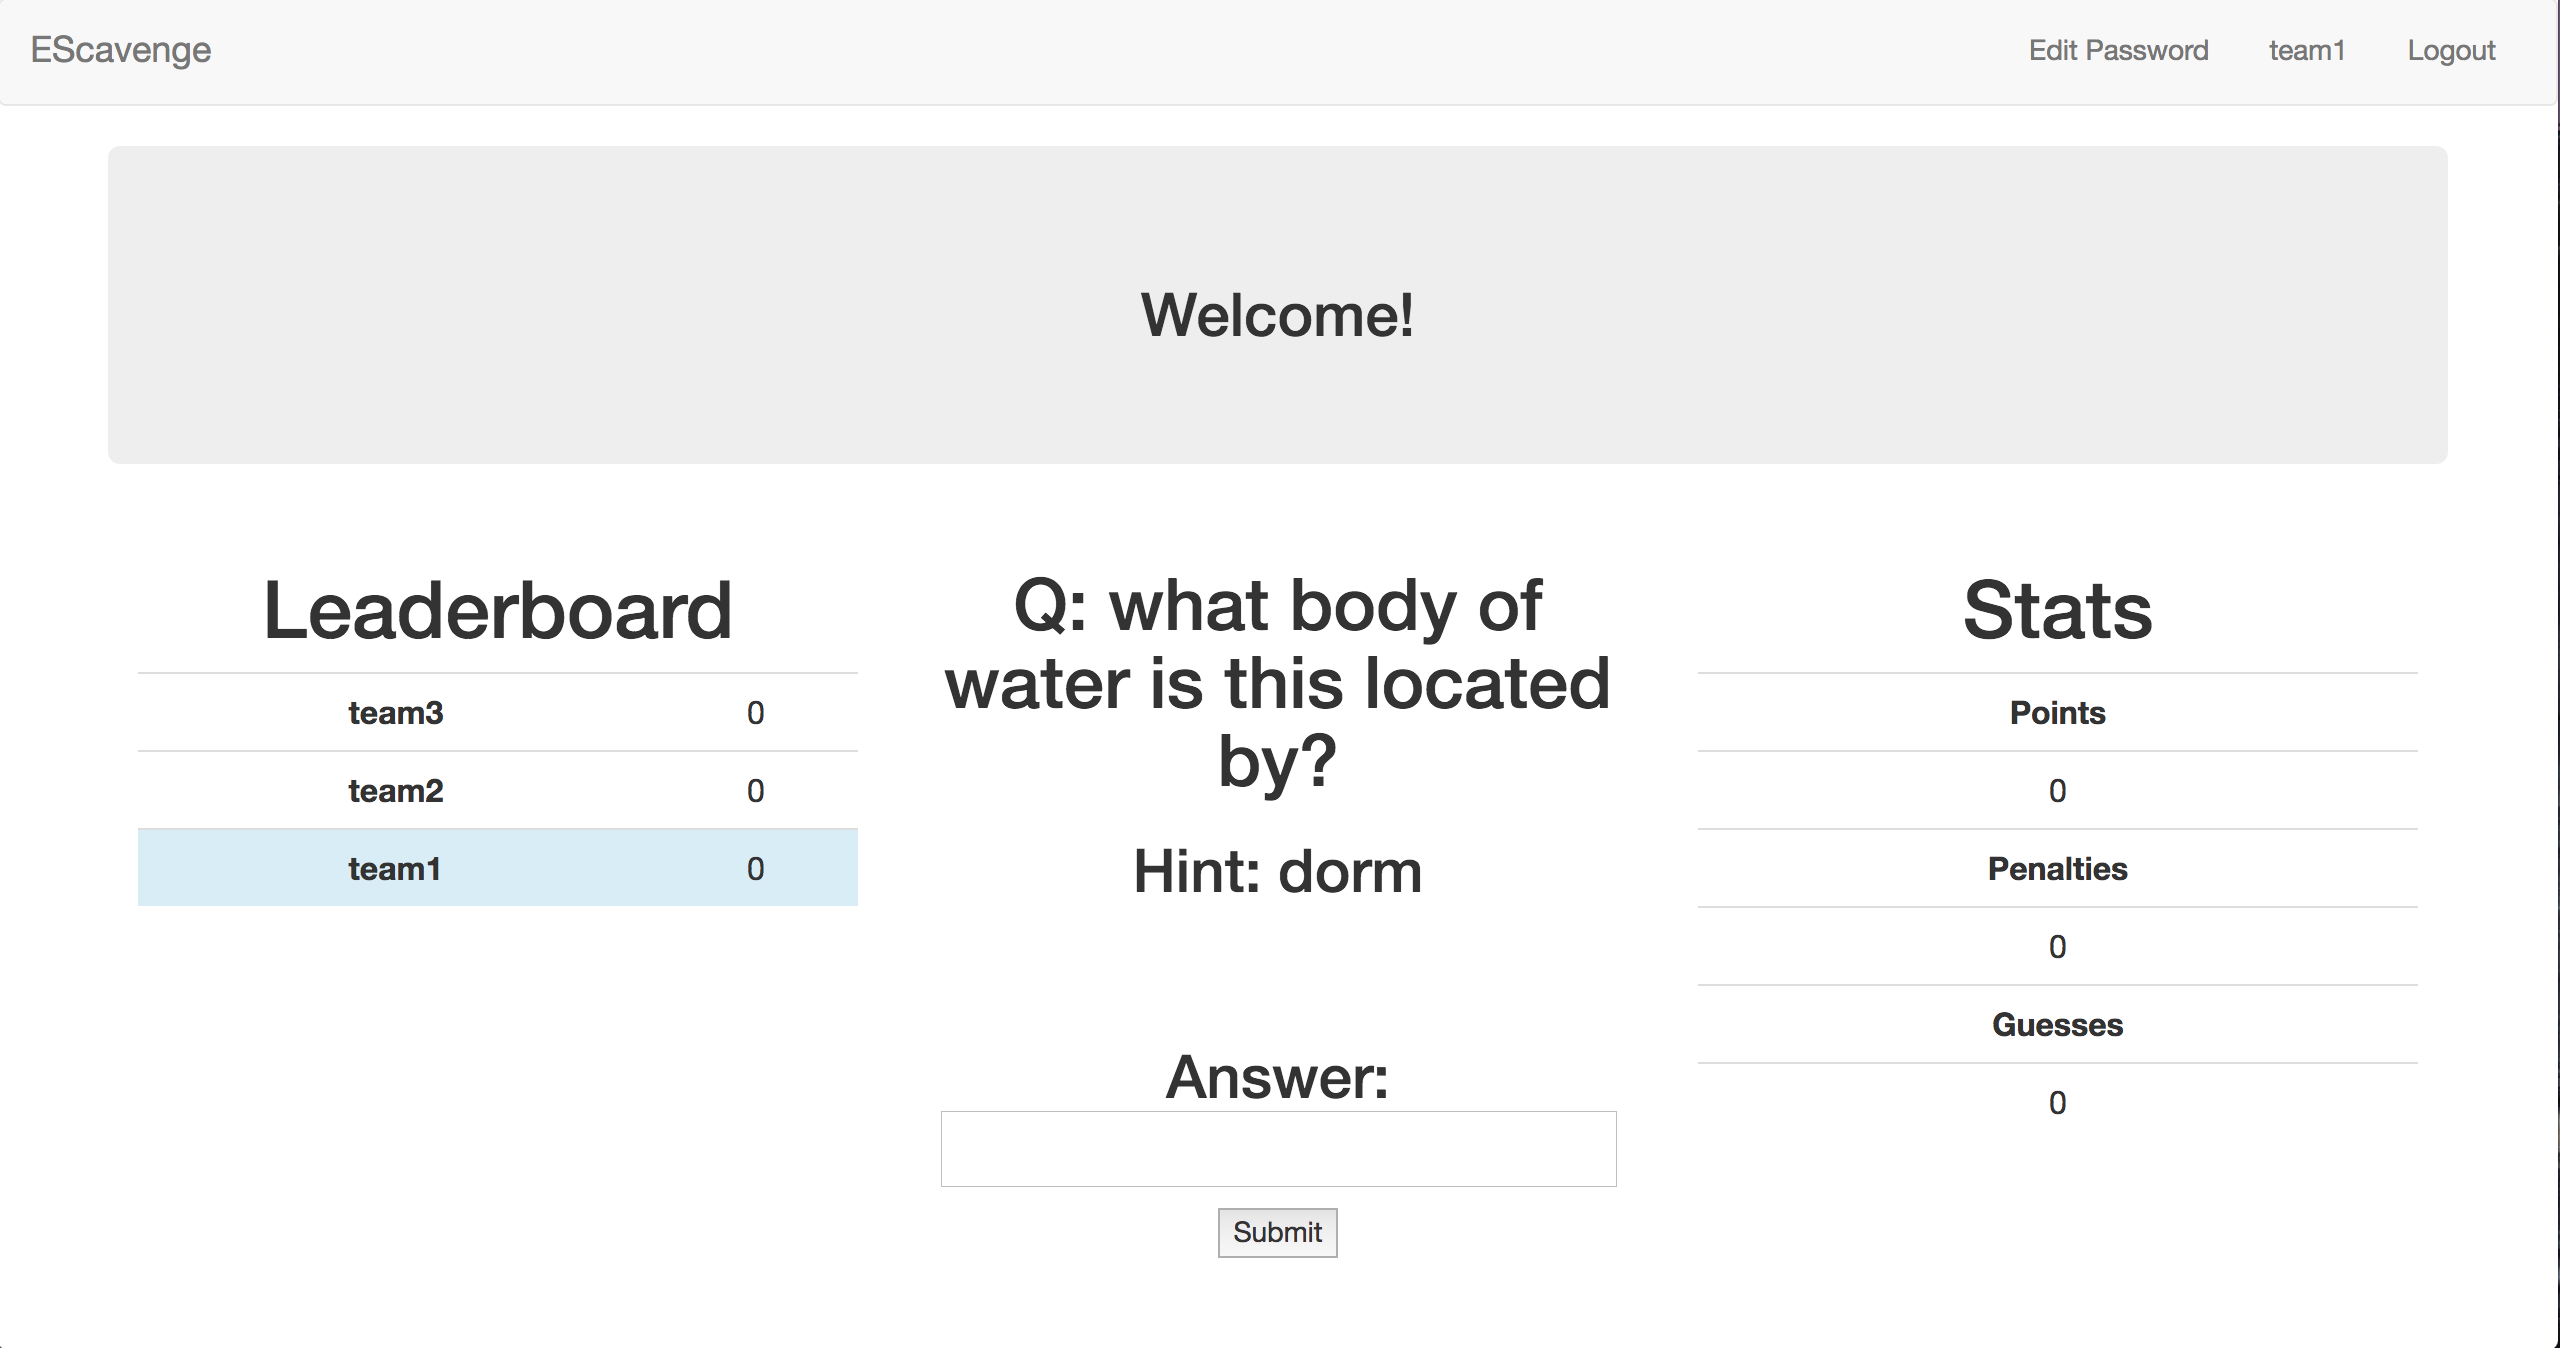 EScavenge
Edit Password team1 Logout
Welcome!
Leaderboard
team3 0
team2 0
team1 0
Q: what body of
water is this located
by?
Hint: dorm
Answer:
Submit
Stats
Points
0
Penalties
0
Guesses
0